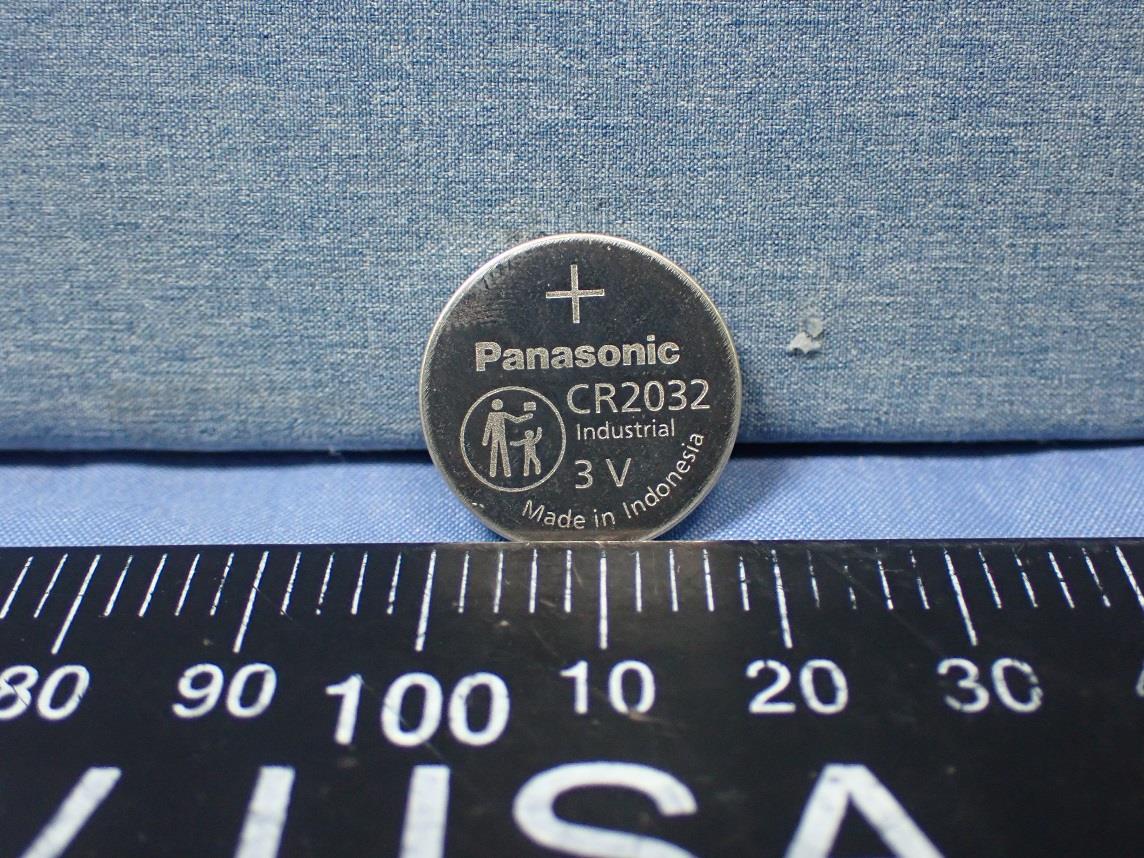 +
Panasonic
CR2032
Industrial
3 V
Made in Indonesia
80 90 100 10 20 30
USA